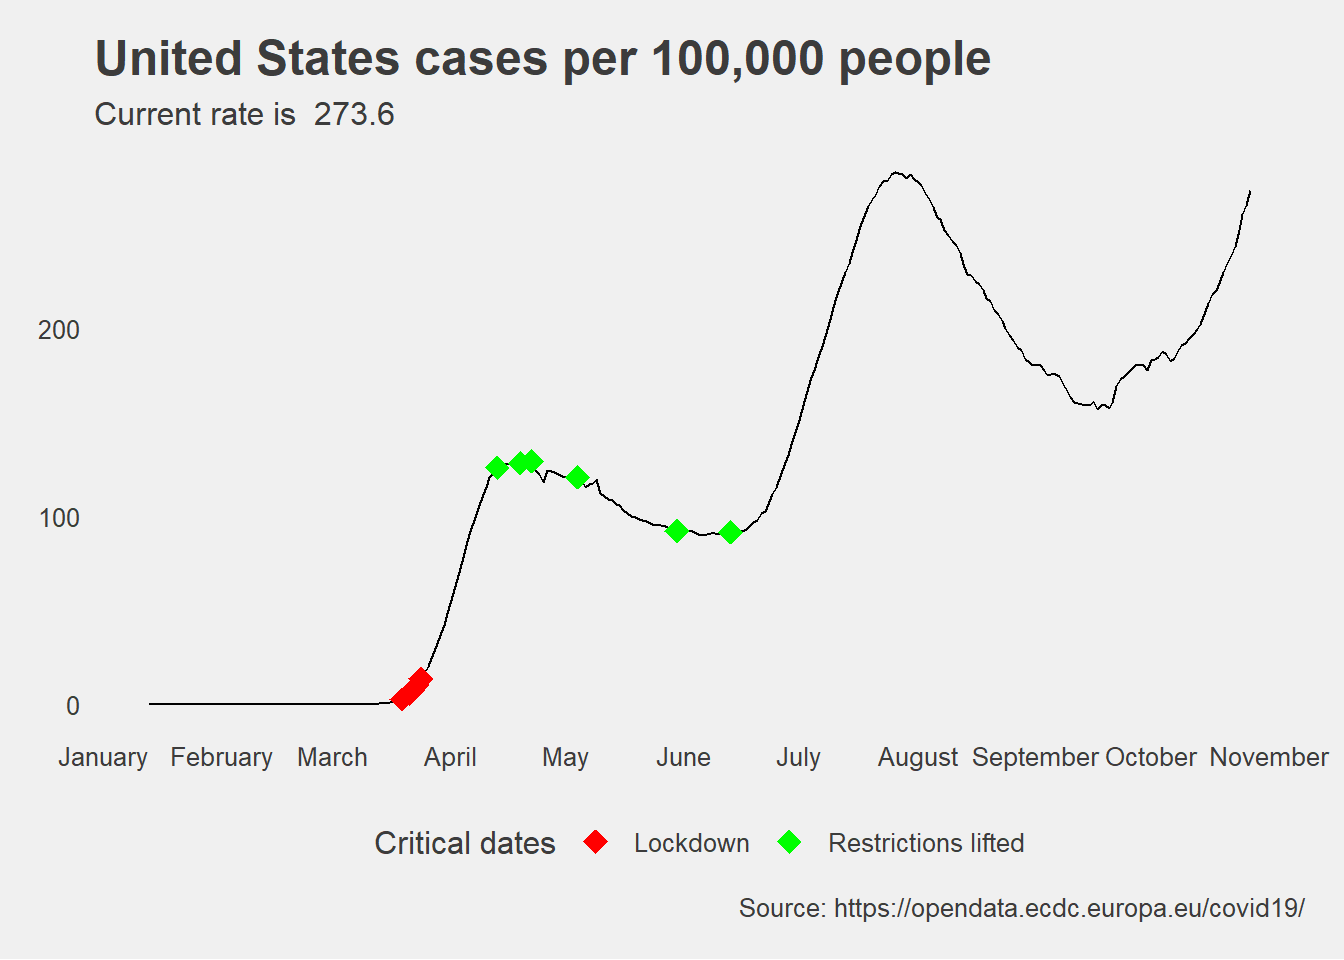 United States cases per 100,000 people
Current rate is  273.6
200
100
0
January February March April May June July August September October November
Critical dates Lockdown Restrictions lifted
Source: https://opendata.ecdc.europa.eu/covid19/